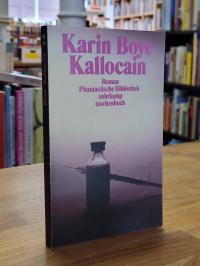 Karin Boye
Kallocain
Roman
Phantastische Bibliothek
suhrkamp
taschenbuch